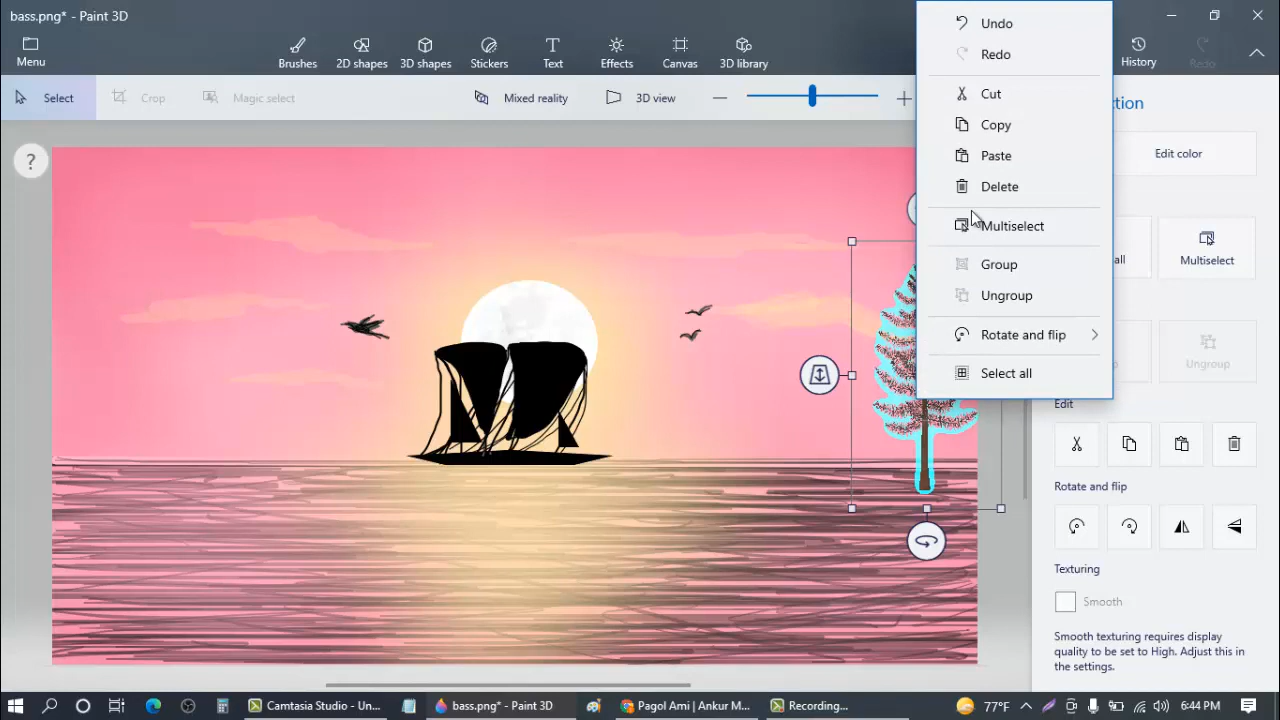 bass.png* - Paint 3D
Menu
Brushes
2D shapes
3D shapes
Stickers
Text
Effects
Canvas
3D library
History
Redo
Select
Crop
Magic select
Mixed reality
3D view
Undo
Redo
Cut
Copy
Paste
Delete
Multiselect
Group
Ungroup
Rotate and flip
Select all
ction
Edit color
all
Multiselect
p
Ungroup
Edit
Rotate and flip
Texturing
Smooth
Smooth texturing requires display
quality to be set to High. Adjust this in
the settings.
?
Camtasia Studio - Un...
bass.png* - Paint 3D
Pagol Ami | Ankur M...
Recording...
77°F
6:44 PM